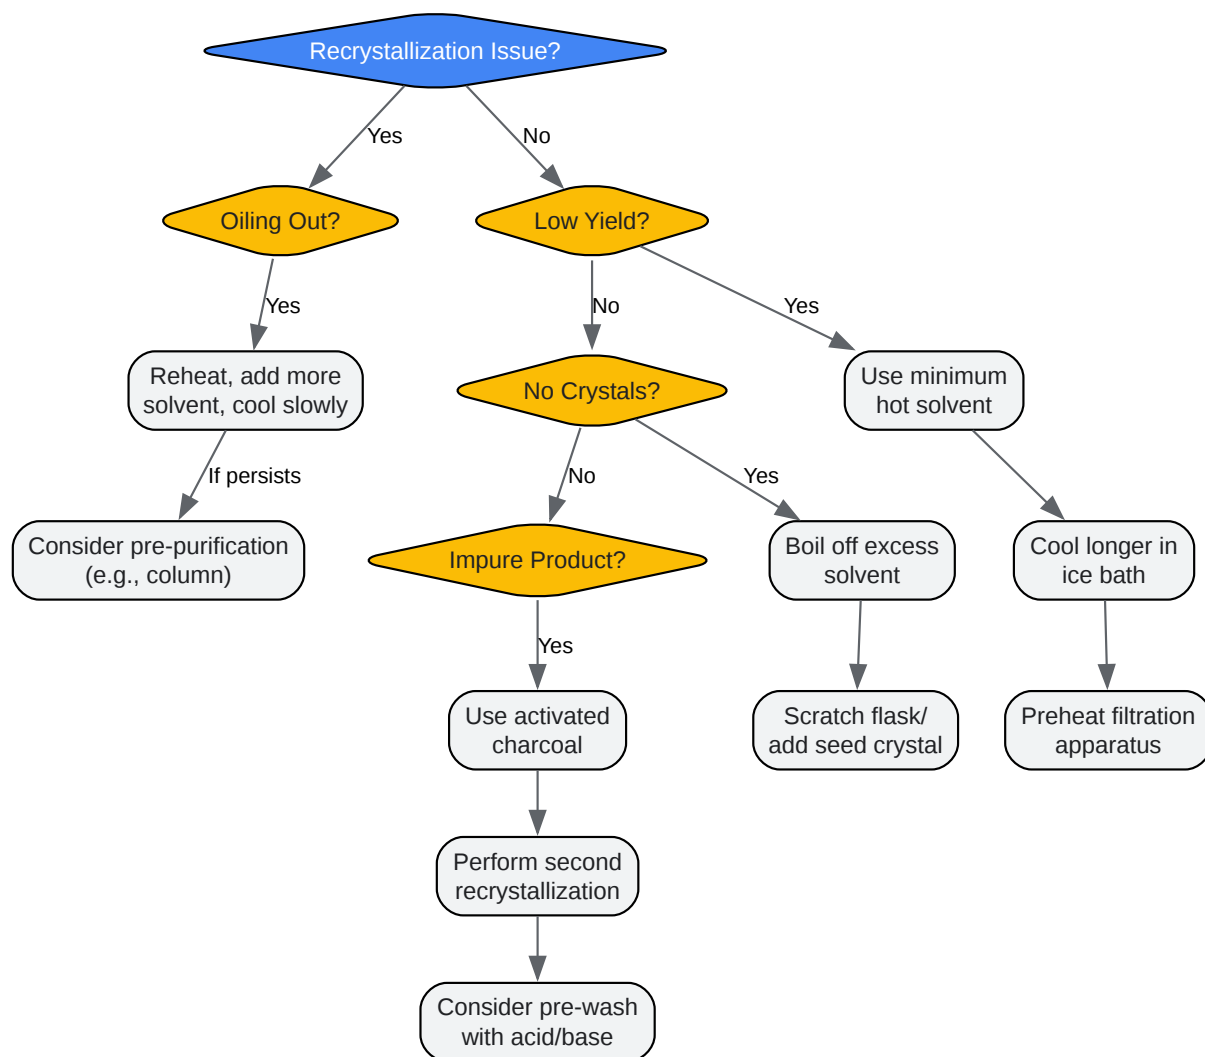 Recrystallization Issue?
Yes
No
Oiling Out?
Low Yield?
Yes
No
Yes
Reheat, add more
solvent, cool slowly
No Crystals?
Use minimum
hot solvent
If persists
No
Yes
Consider pre-purification
(e.g., column)
Impure Product?
Boil off excess
solvent
Cool longer in
ice bath
Yes
Use activated
charcoal
Scratch flask/
add seed crystal
Preheat filtration
apparatus
Perform second
recrystallization
Consider pre-wash
with acid/base